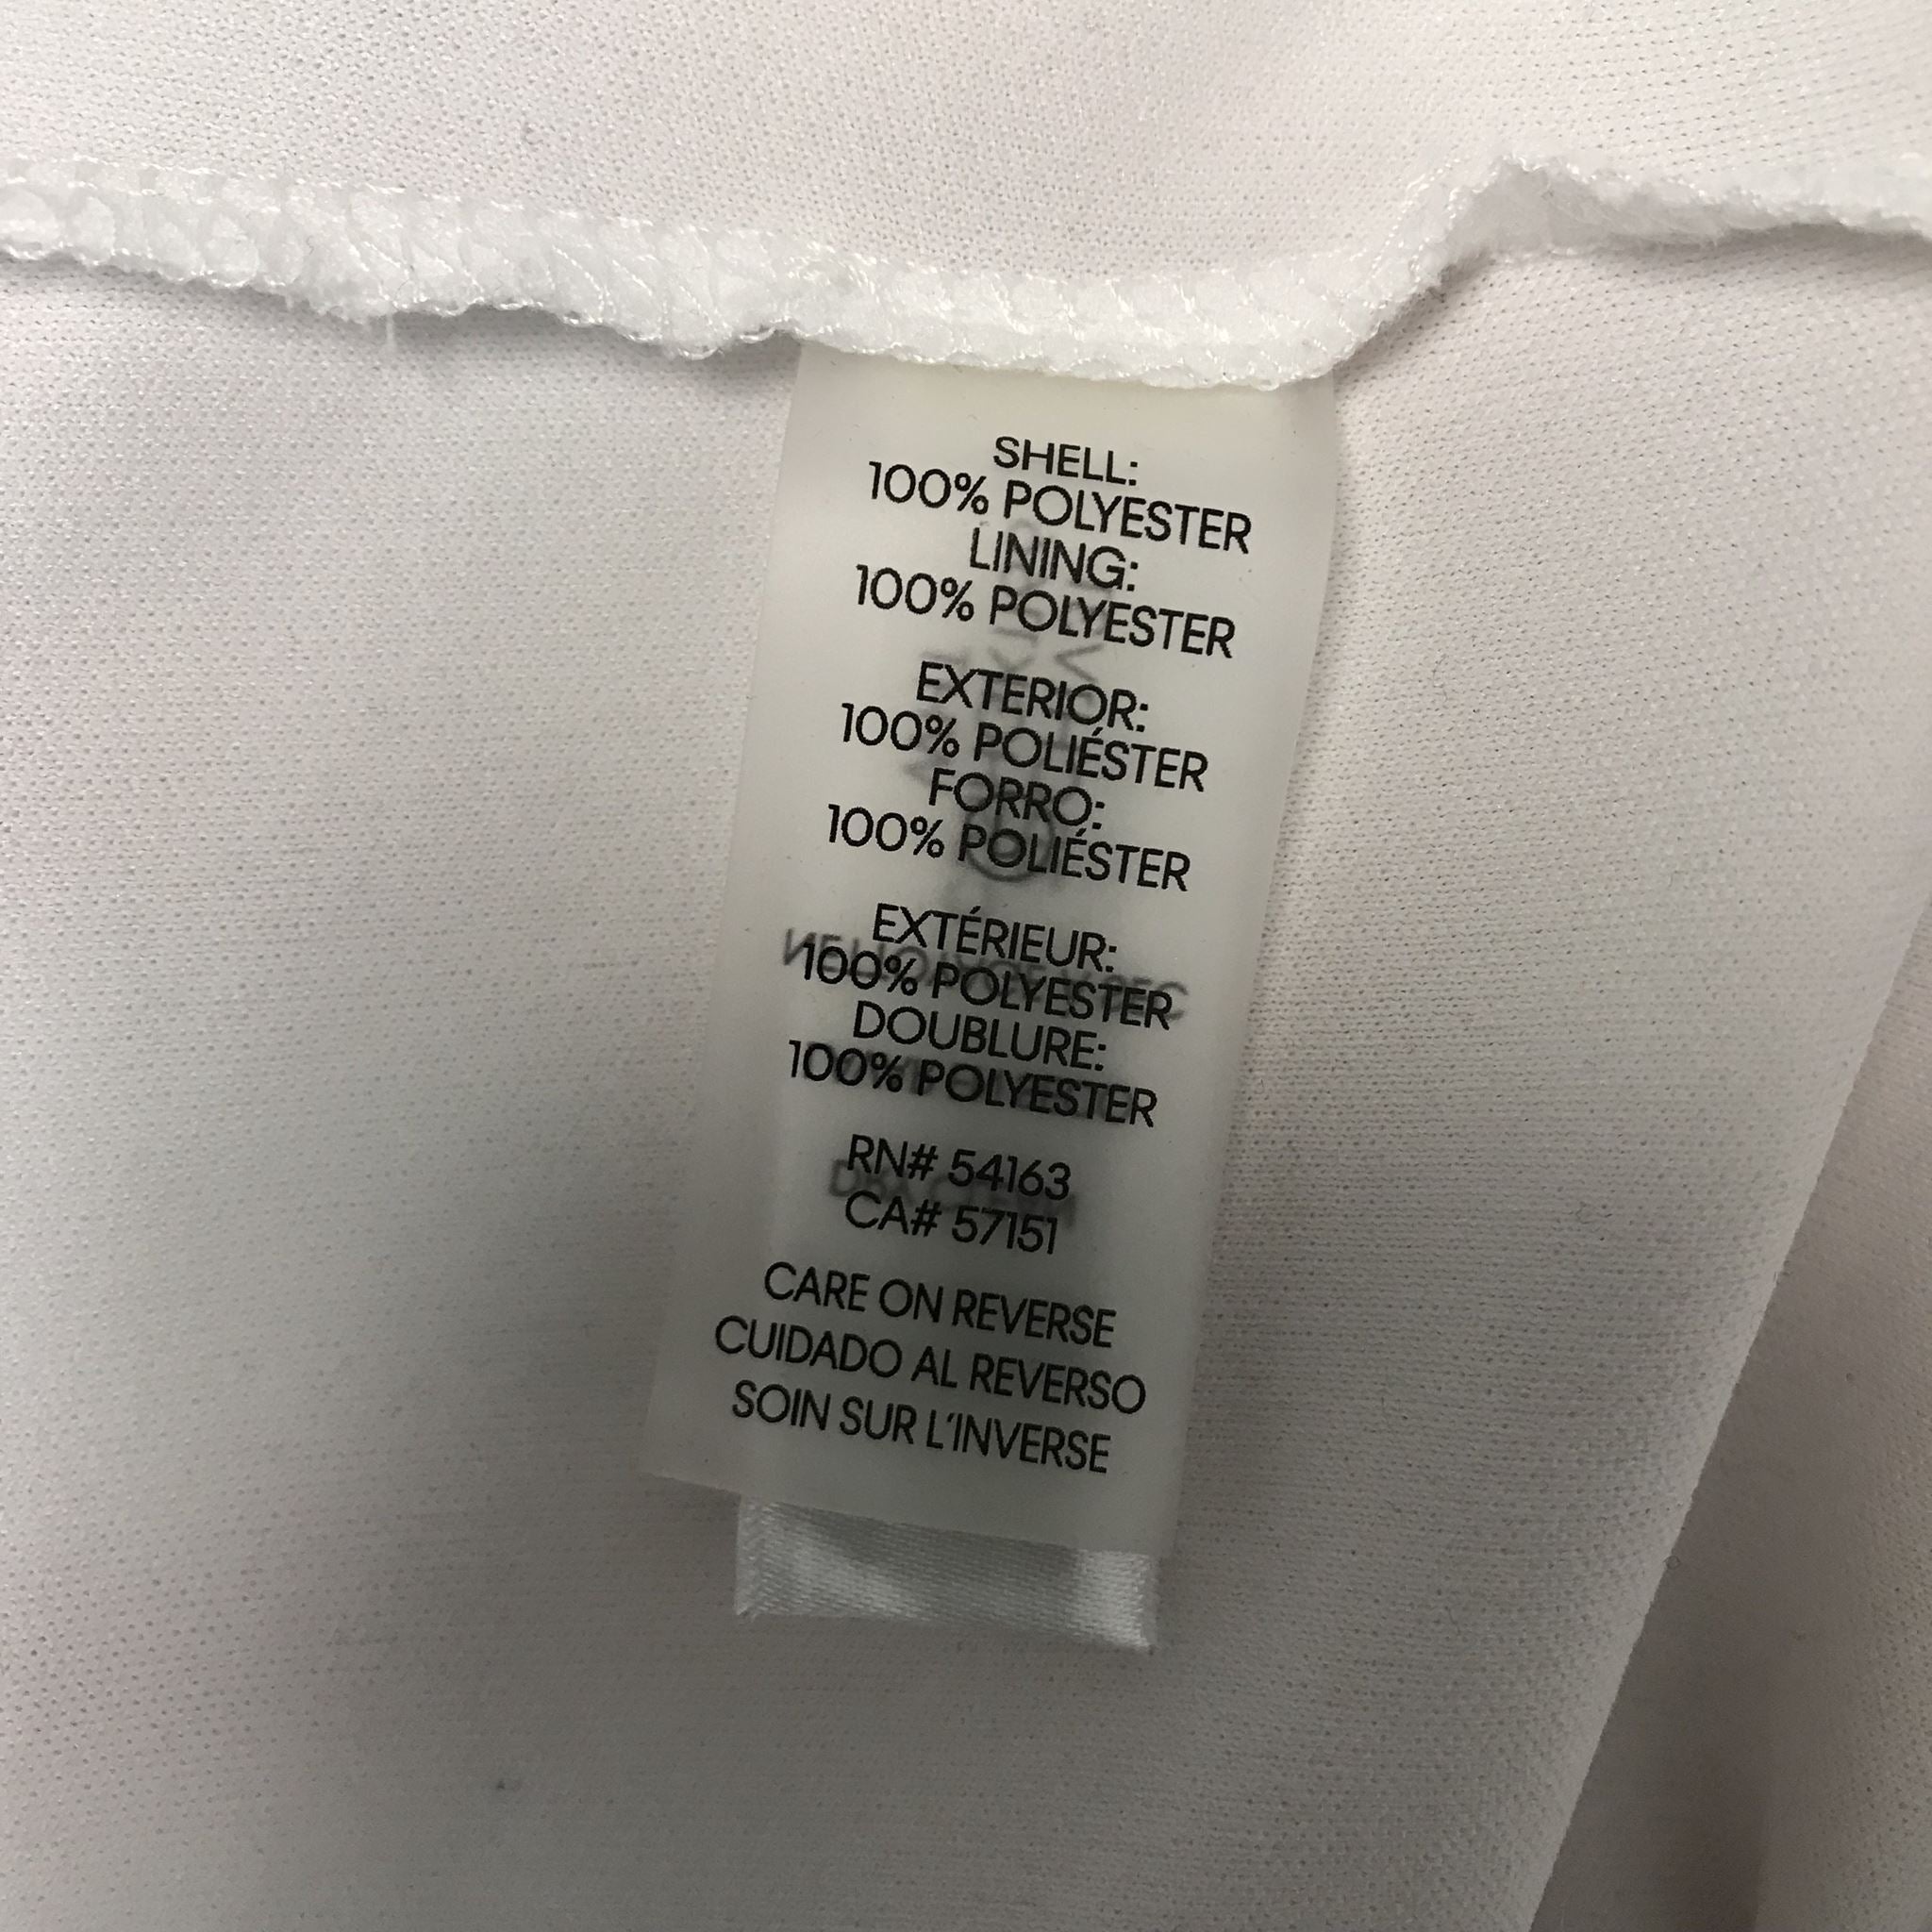 SHELL:
100% POLYESTER
LINING:
100% POLYESTER
EXTERIOR:
100% POLIÉSTER
FORRO:
100% POLIÉSTER
EXTÉRIEUR:
100% POLYESTER
DOUBLURE:
100% POLYESTER
RN# 54163
CA# 57151
CARE ON REVERSE
CUIDADO AL REVERSO
SOIN SUR L'INVERSE